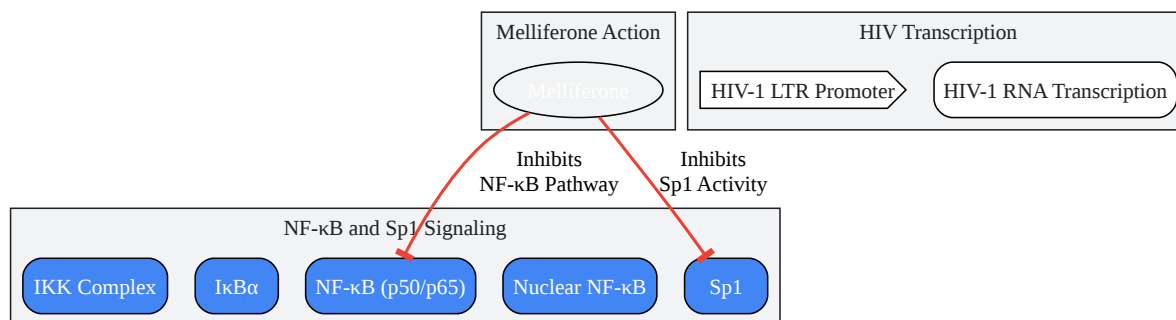 Melliferone Action
HIV Transcription
Melliferone
HIV-1 LTR Promoter
HIV-1 RNA Transcription
Inhibits
NF-κB Pathway
Inhibits
Sp1 Activity
NF-κB and Sp1 Signaling
IKK Complex
IκBα
NF-κB (p50/p65)
Nuclear NF-κB
Sp1